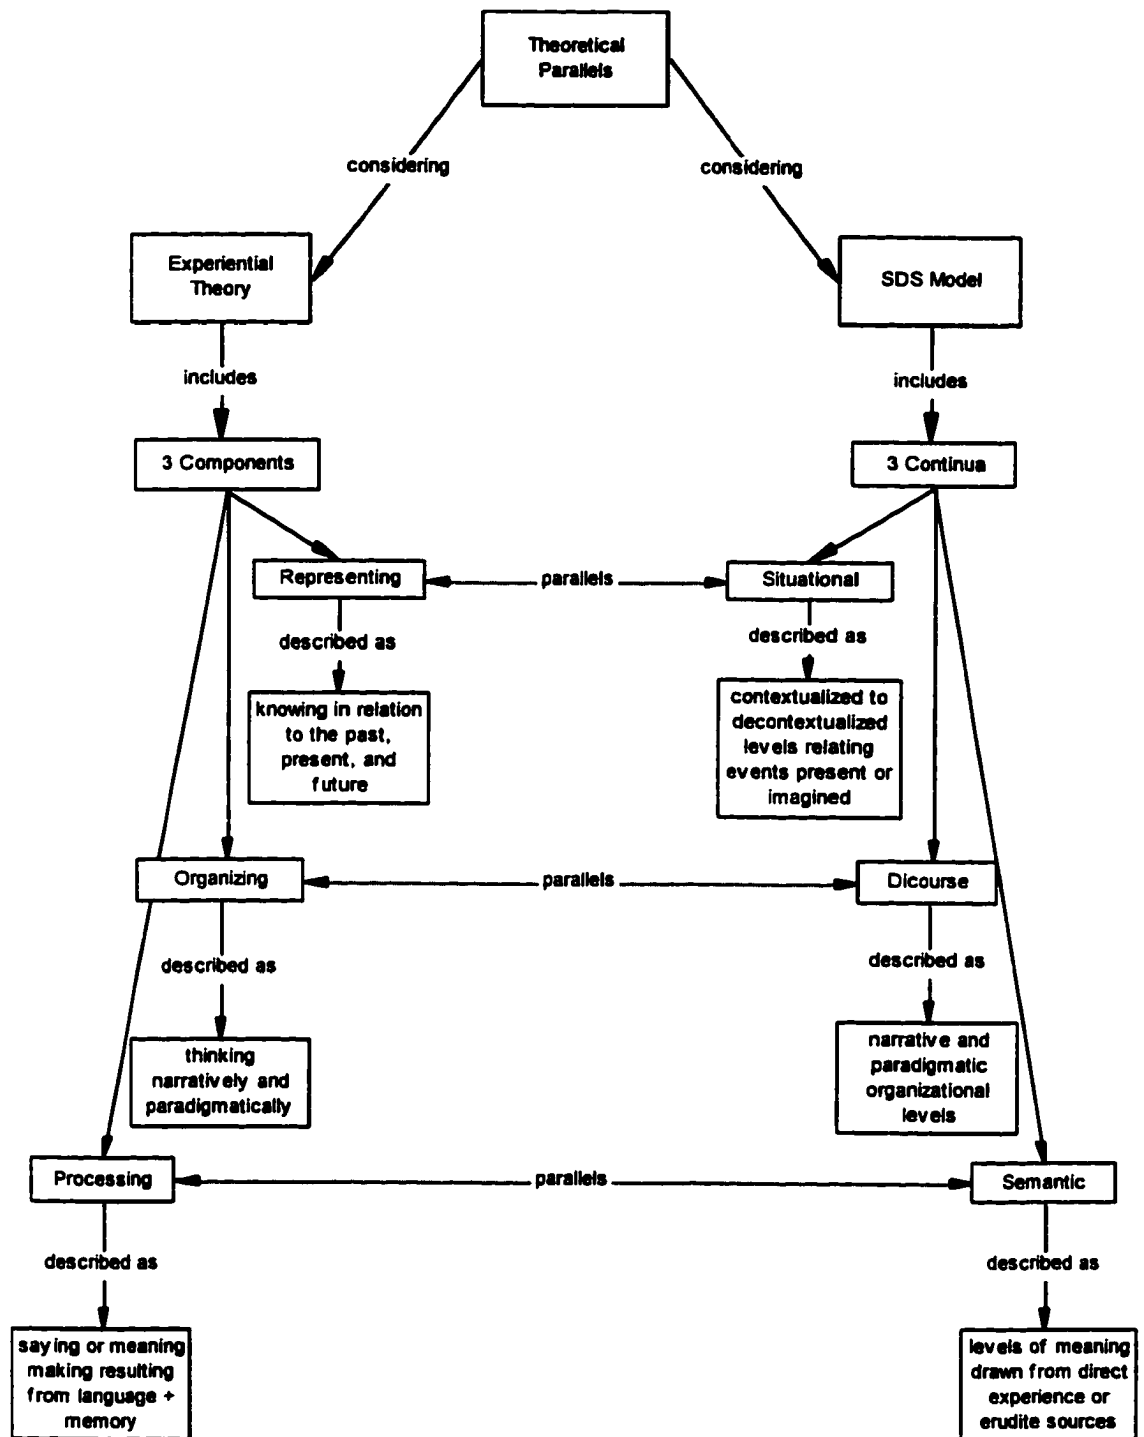 Theoretical
Parallels
considering
considering
Experiential
Theory
SDS Model
includes
includes
3 Components
3 Continua
Representing
parallels
Situational
described as
described as
knowing in relation
to the past,
present, and
future
contextualized to
decontextualized
levels relating
events present or
imagined
Organizing
parallels
Dicourse
described as
described as
thinking
narratively and
paradigmatically
narrative and
paradigmatic
organizational
levels
Processing
parallels
Semantic
described as
described as
saying or meaning
making resulting
from language +
memory
levels of meaning
drawn from direct
experience or
erudite sources